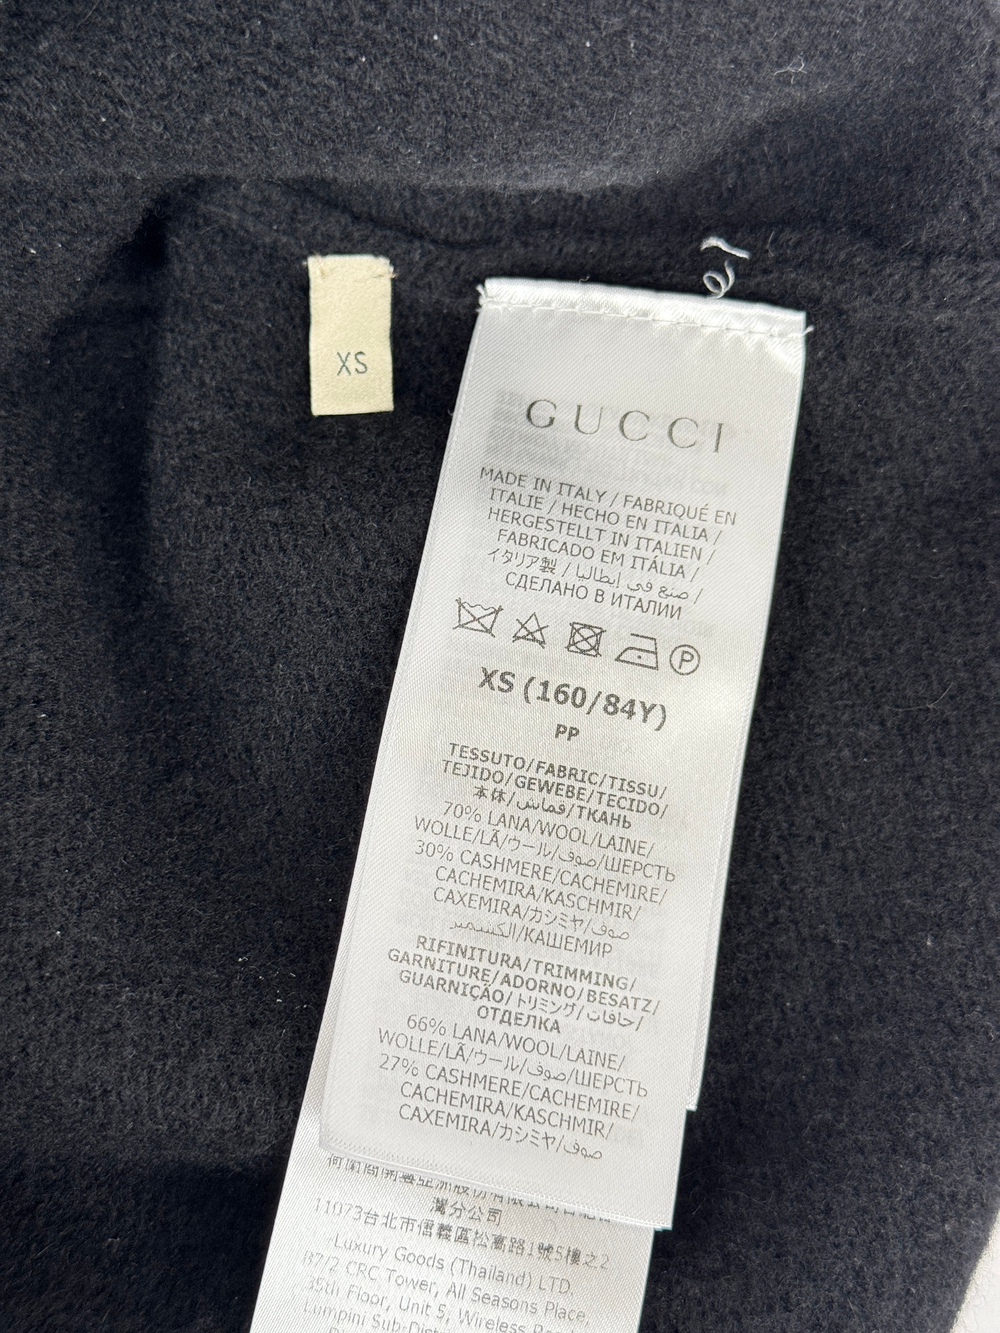 XS
GUCCI
MADE IN ITALY / FABRIQUÉ EN
ITALIE / HECHO EN ITALIA /
HERGESTELLT IN ITALIEN /
FABRICADO EM ITÁLIA /
イタリア製 / صنع في إيطاليا /
СДЕЛАНО В ИТАЛИИ
P
XS (160/84Y)
PP
TESSUTO/FABRIC/TISSU/
TEJIDO/GEWEBE/TECIDO/
本体/قماش/ТКАНЬ
70% LANA/WOOL/LAINE/
WOLLE/LÃ/ウール/صوف/ШЕРСТЬ
30% CASHMERE/CACHEMIRE/
CACHEMIRA/KASCHMIR/
CAXEMIRA/カシミヤ/صوف
الكشمير/КАШЕМИР
RIFINITURA/TRIMMING/
GARNITURE/ADORNO/BESATZ/
GUARNIÇÃO/トリミング/حافات/
ОТДЕЛКА
66% LANA/WOOL/LAINE/
WOLLE/LÃ/ウール/صوف/ШЕРСТЬ
27% CASHMERE/CACHEMIRE/
CACHEMIRA/KASCHMIR/
CAXEMIRA/カシミヤ/صوف
灣分公司
11073台北市信義區松高路1號5樓之2
Luxury Goods (Thailand) LTD.
87/2 CRC Tower, All Seasons Place,
35th Floor, Unit 5, Wireless
Lumpini Sub-